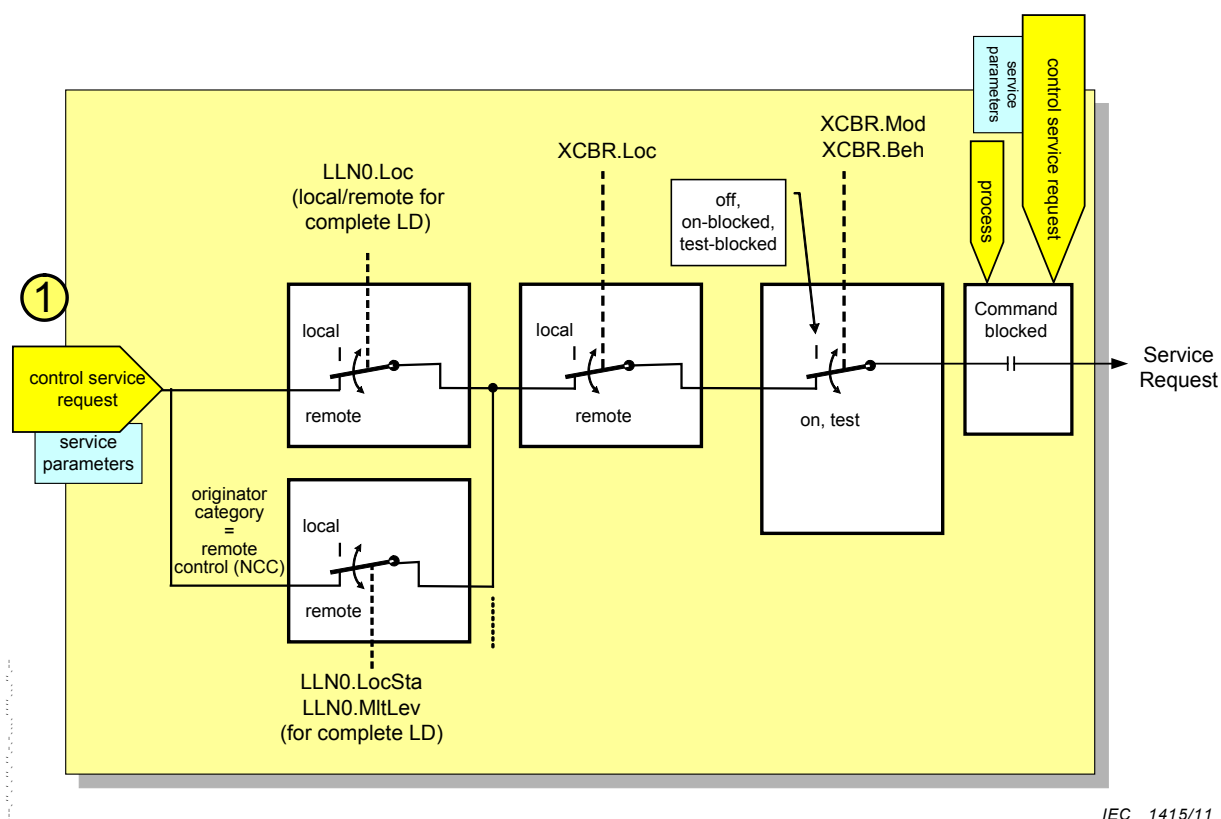 service
parameters
control service request
process
XCBR.Mod
XCBR.Beh
XCBR.Loc
LLN0.Loc
(local/remote for
complete LD)
off,
on-blocked,
test-blocked
1
control service
request
service
parameters
local
remote
local
remote
on, test
Command
blocked
Service
Request
originator
category
=
remote
control (NCC)
local
remote
LLN0.LocSta
LLN0.MltLev
(for complete LD)
IEC 1415/11